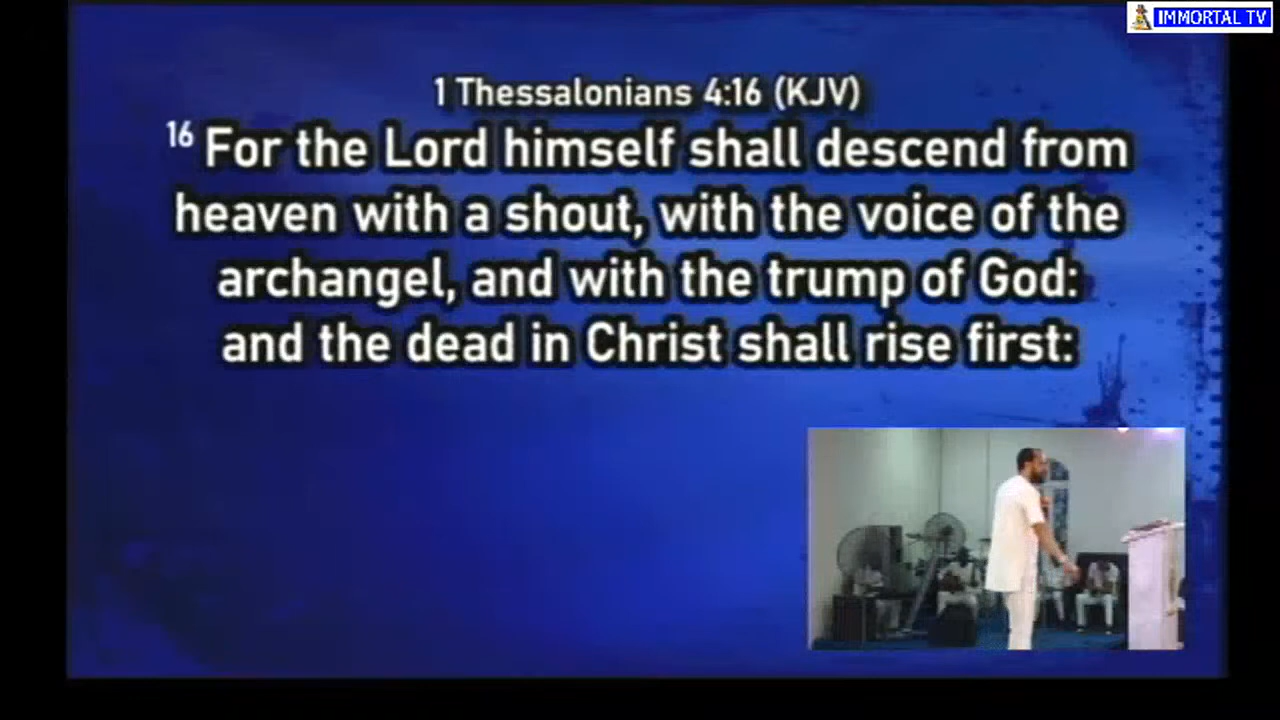 IMMORTAL TV
1 Thessalonians 4:16 (KJV)
16 For the Lord himself shall descend from
heaven with a shout, with the voice of the
archangel, and with the trump of God:
and the dead in Christ shall rise first: